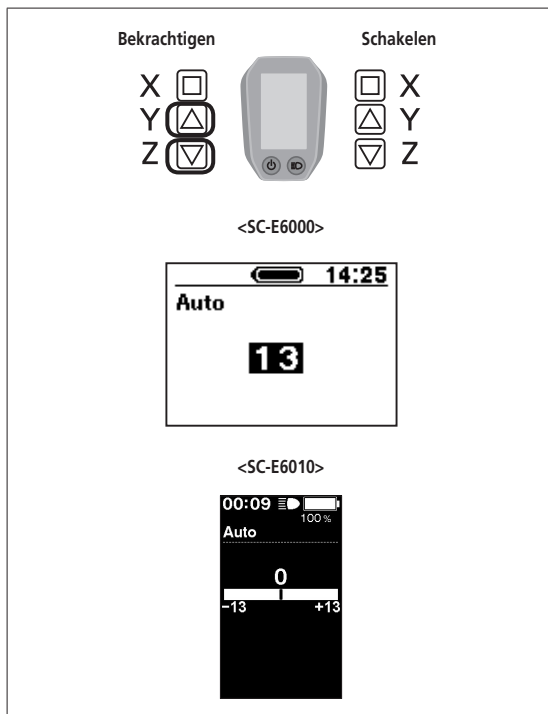 Bekrachtigen Schakelen
X X
Y Y
Z Z
<SC-E6000>
14:25
Auto
13
<SC-E6010>
00:09
100 %
Auto
0
-13 +13